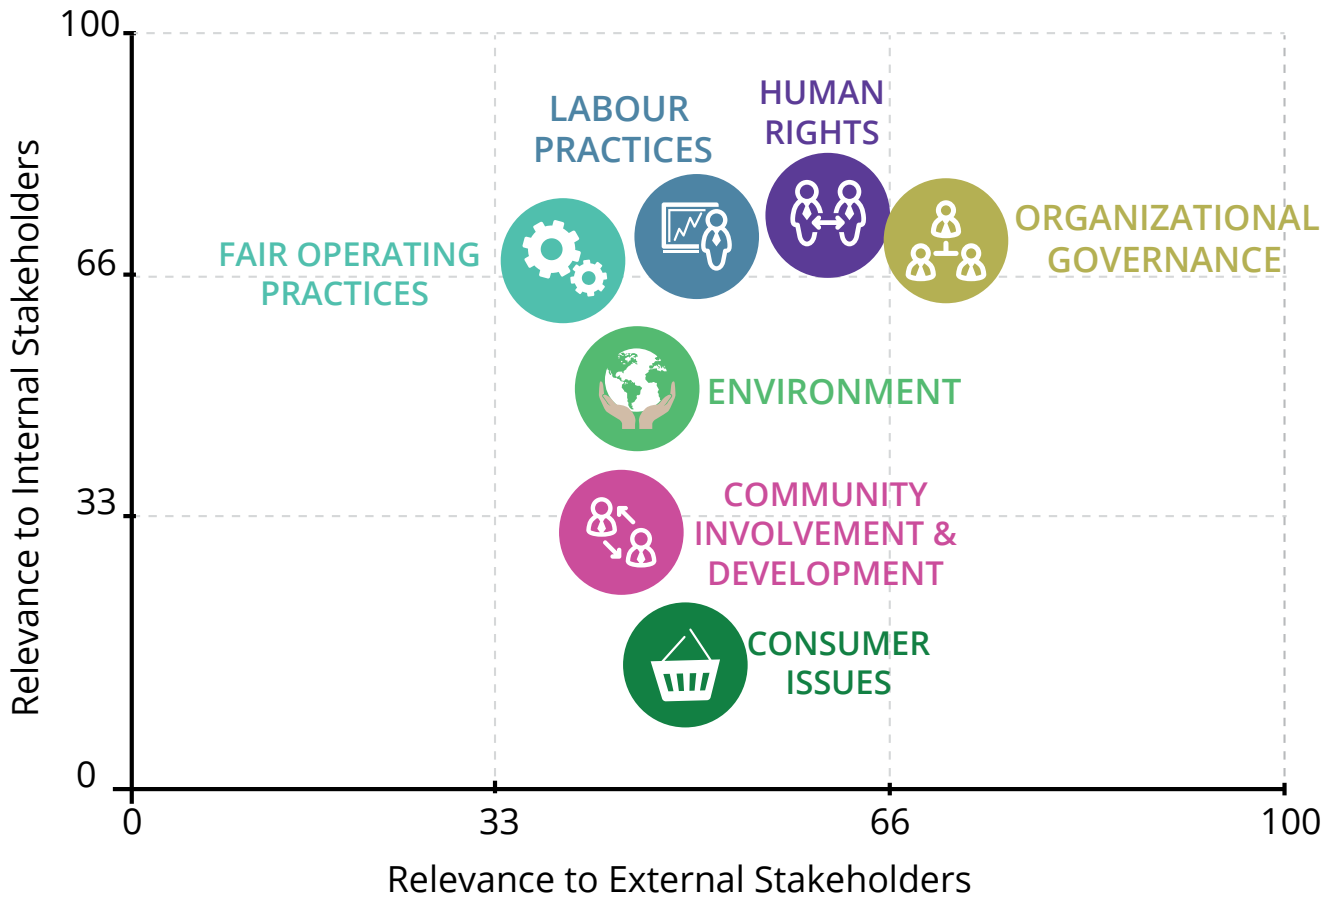 100
HUMAN
RIGHTS
LABOUR
PRACTICES
ORGANIZATIONAL
GOVERNANCE
FAIR OPERATING
PRACTICES
66
ENVIRONMENT
Relevance to Internal Stakeholders
33
COMMUNITY
INVOLVEMENT &
DEVELOPMENT
CONSUMER
ISSUES
0
0
33
66
100
Relevance to External Stakeholders